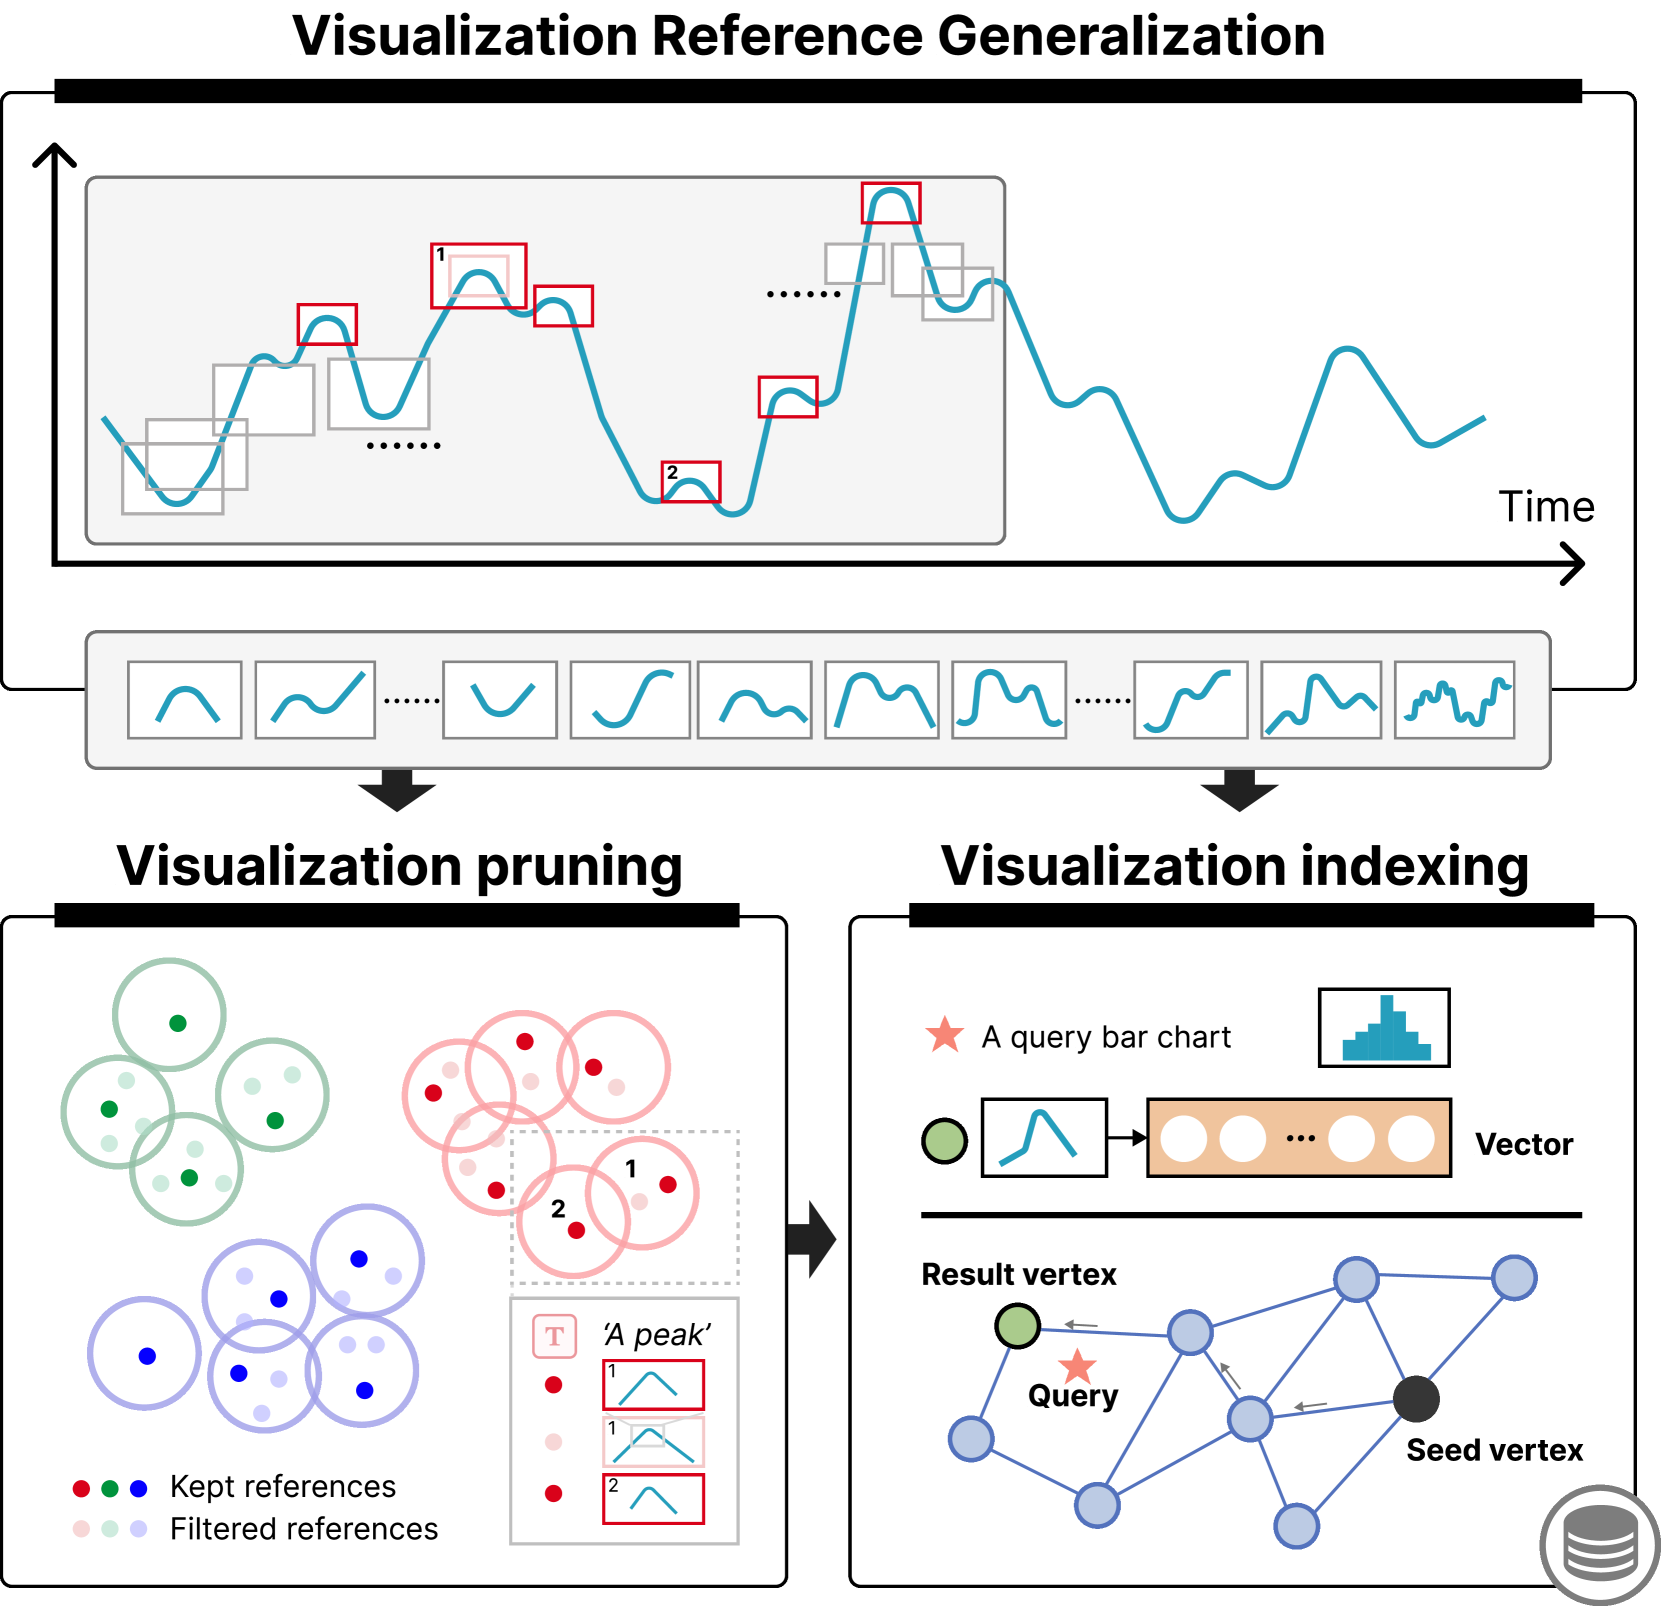 Visualization Reference Generalization
1
2
......
......
Time
......
......
Visualization pruning
Visualization indexing
1
2
T
'A peak'
1
1
2
Kept references
Filtered references
A query bar chart
...
Vector
Result vertex
Query
Seed vertex